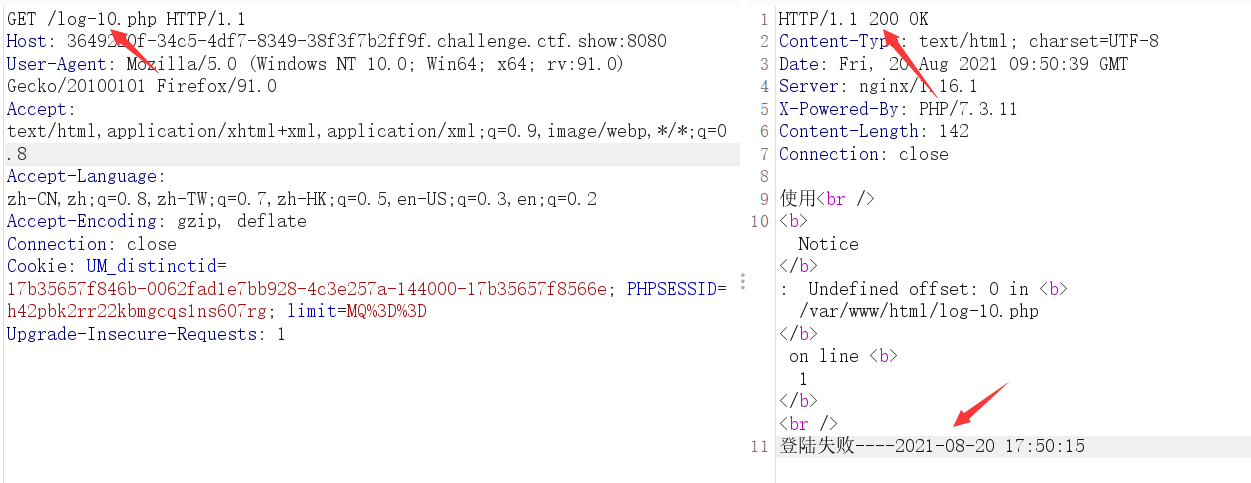 GET /log-10.php HTTP/1.1
Host: 36492 0f-34c5-4df7-8349-38f3f7b2ff9f.challenge.ctf.show:8080
User-Agent: Mozilla/5.0 (Windows NT 10.0; Win64; x64; rv:91.0)
Gecko/20100101 Firefox/91.0
Accept:
text/html,application/xhtml+xml,application/xml;q=0.9,image/webp,*/*;q=0
.8
Accept-Language:
zh-CN,zh;q=0.8,zh-TW;q=0.7,zh-HK;q=0.5,en-US;q=0.3,en;q=0.2
Accept-Encoding: gzip, deflate
Connection: close
Cookie: UM_distinctid=
17b35657f846b-0062fad1e7bb928-4c3e257a-144000-17b35657f8566e; PHPSESSID=
h42pbk2rr22kbmgcqs1ns607rg; limit=MQ%3D%3D
Upgrade-Insecure-Requests: 1
1 HTTP/1.1 200 OK
2 Content-Type: text/html; charset=UTF-8
3 Date: Fri, 20 Aug 2021 09:50:39 GMT
4 Server: nginx/1.16.1
5 X-Powered-By: PHP/7.3.11
6 Content-Length: 142
7 Connection: close
8
9 使用<br />
10 <b>
Notice
</b>
: Undefined offset: 0 in <b>
/var/www/html/log-10.php
</b>
on line <b>
1
</b>
<br />
11 登陆失败----2021-08-20 17:50:15